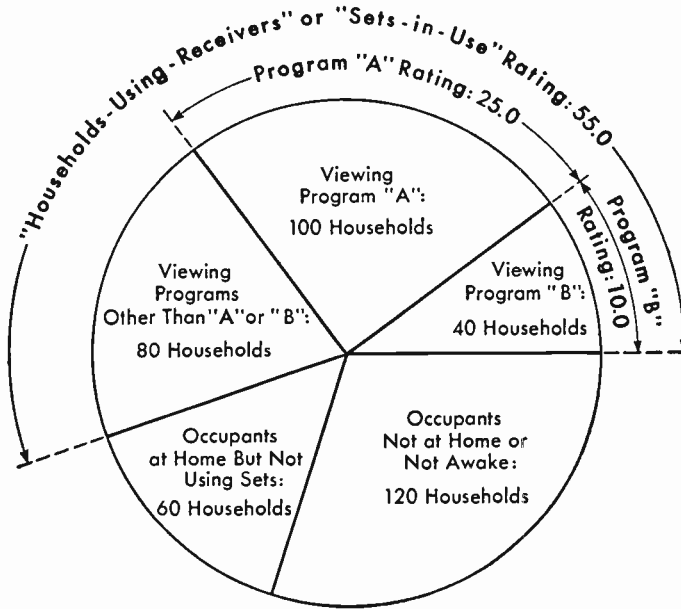 "Households-Using-Receivers" or "Sets-in-Use" Rating: 55.0
Program "A" Rating: 25.0
Program "B"
Rating: 10.0
Viewing
Program "A":
100 Households
Viewing
Program "B":
40 Households
Viewing
Programs
Other Than "A" or "B":
80 Households
Occupants
at Home But Not
Using Sets:
60 Households
Occupants
Not at Home or
Not Awake:
120 Households